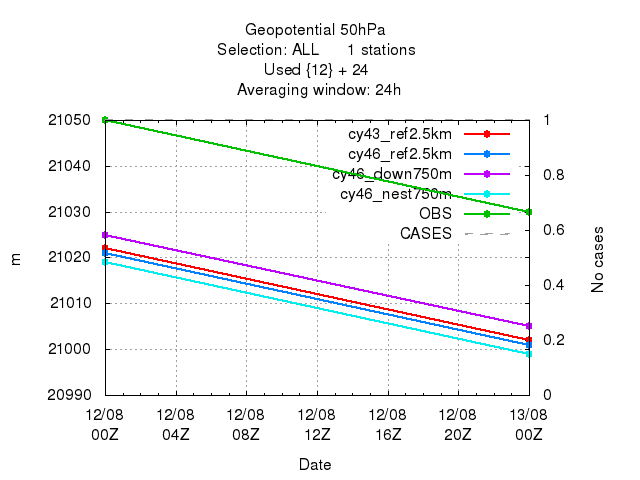 Geopotential 50hPa
Selection: ALL 1 stations
Used {12} + 24
Averaging window: 24h
21050
21040
21030
21020
21010
21000
20990
m
cy43_ref2.5km
cy46_ref2.5km
cy46_down750m
cy46_nest750m
OBS
CASES
1
0.8
0.6
0.4
0.2
0
No cases
12/08 12/08 12/08 12/08 12/08 12/08 13/08
00Z 04Z 08Z 12Z 16Z 20Z 00Z
Date